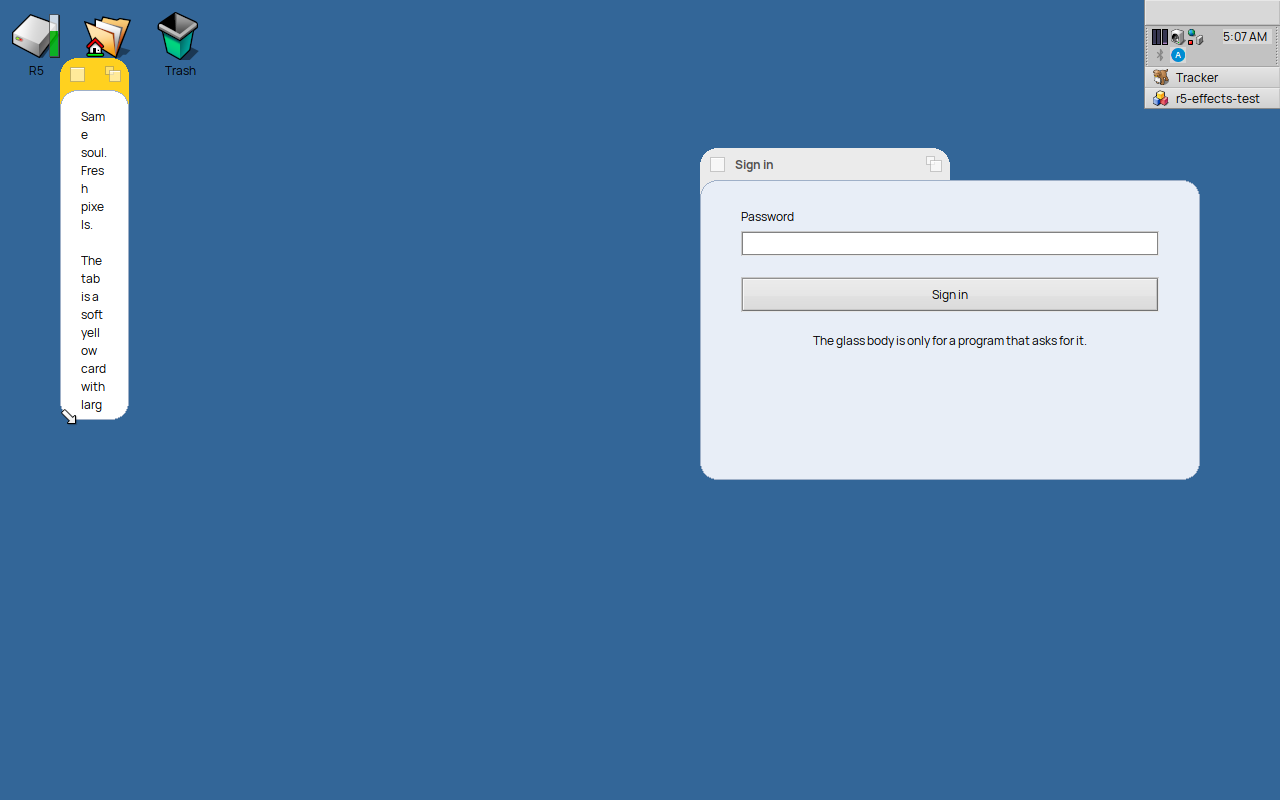 R5
Trash
5:07 AM
A
Tracker
r5-effects-test
Sam
e
soul.
Fres
h
pixe
ls.
The
tab
is a
soft
yell
ow
card
with
larg
Sign in
Password
Sign in
The glass body is only for a program that asks for it.